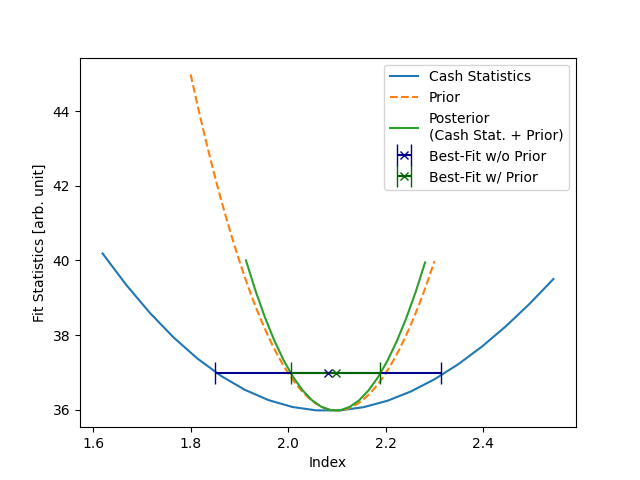 44
42
40
38
36
Fit Statistics [arb. unit]
1.6
1.8
2.0
2.2
2.4
Index
Cash Statistics
Prior
Posterior
(Cash Stat. + Prior)
Best-Fit w/o Prior
Best-Fit w/ Prior